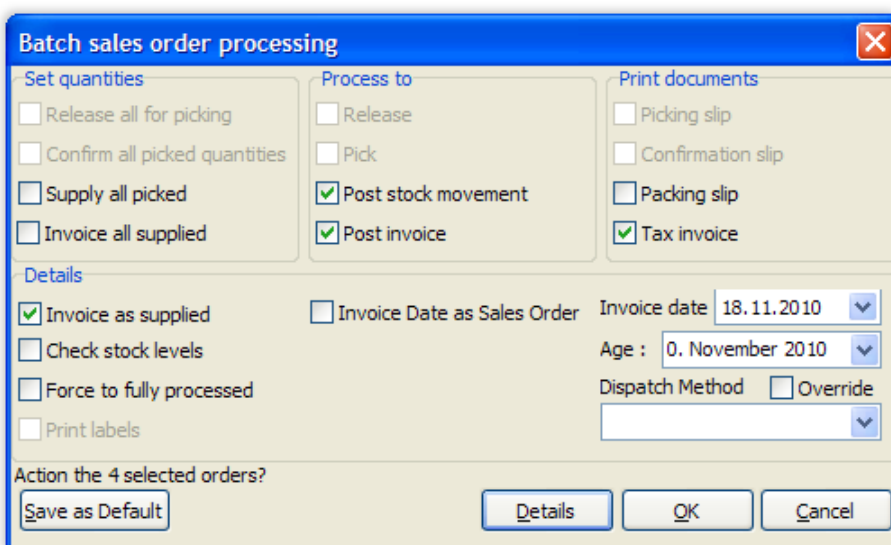 Batch sales order processing
Set quantities
Release all for picking
Confirm all picked quantities
Supply all picked
Invoice all supplied
Process to
Release
Pick
Post stock movement
Post invoice
Print documents
Picking slip
Confirmation slip
Packing slip
Tax invoice
Details
Invoice as supplied
Check stock levels
Force to fully processed
Print labels
Invoice Date as Sales Order
Invoice date 18.11.2010
Age : 0. November 2010
Dispatch Method Override
Action the 4 selected orders?
Save as Default Details OK Cancel